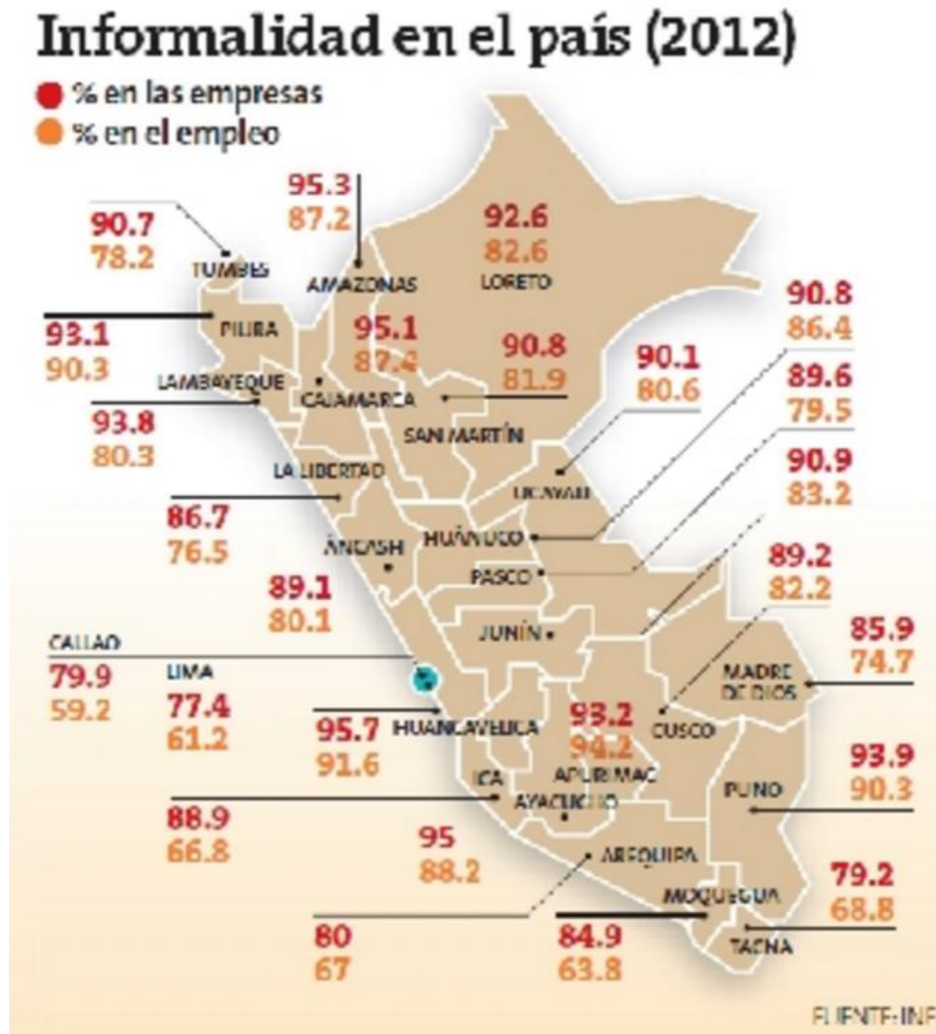 Informalidad en el país (2012)
% en las empresas
% en el empleo
95.3
87.2
90.7
78.2
TUMBES
AMAZONAS
92.6
82.6
LORETO
93.1
90.3
PIURA
95.1
87.4
90.8
81.9
90.1
80.6
90.8
86.4
LAMBAYEQUE
93.8
80.3
CAJAMARCA
SAN MARTÍN
89.6
79.5
LA LIBERTAD
86.7
76.5
UCAYALI
90.9
83.2
ÁNCASH
89.1
80.1
HUÁNUCO
PASCO
JUNÍN
89.2
82.2
CALLAO
79.9
59.2
LIMA
77.4
61.2
85.9
74.7
MADRE
DE DIOS
HUANCAVELICA
95.7
91.6
93.2
94.2
APURIMAC
CUSCO
93.9
90.3
PUNO
ICA
88.9
66.8
AYACUCHO
95
88.2
AREQUIPA
80
67
MOQUEGUA
84.9
63.8
79.2
68.8
TACNA
FUENTE: INE